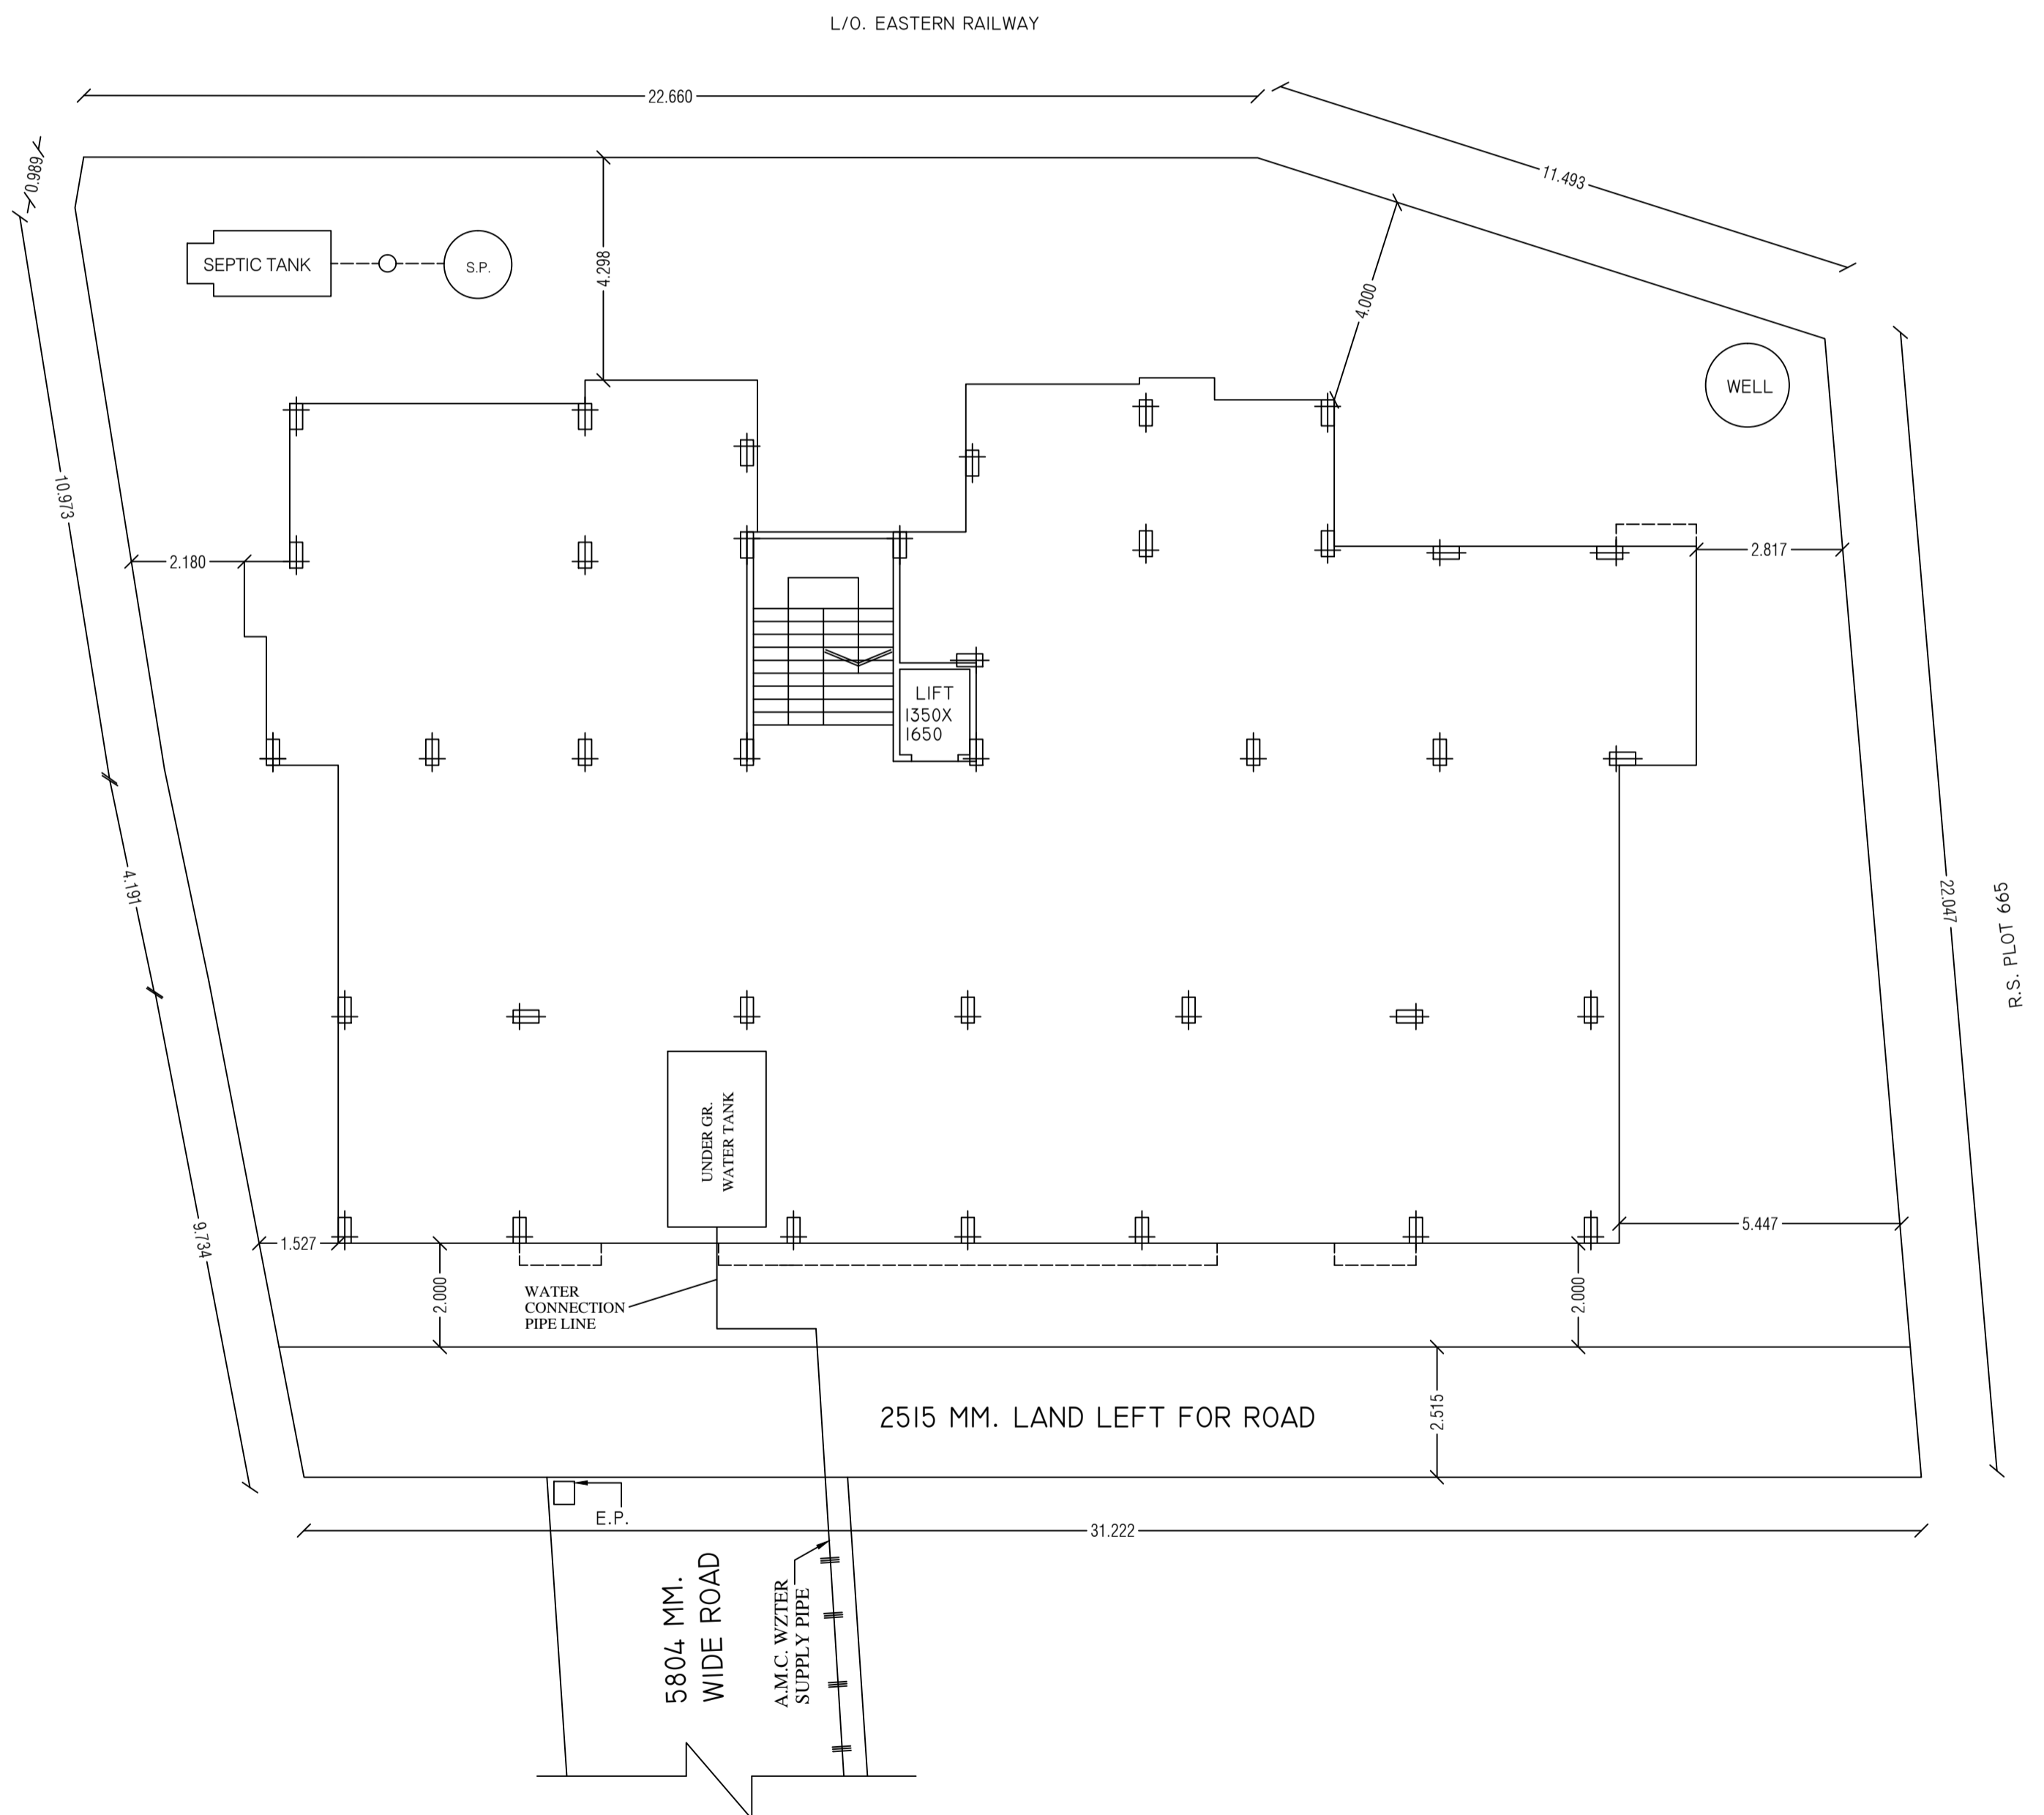 L/O. EASTERN RAILWAY
22.660
11.493
0.989
SEPTIC TANK
S.P.
4.298
4.000
WELL
10.973
2.180
2.817
LIFT
1350X
1650
4.191
22.047
R.S. PLOT 665
UNDER GR.
WATER TANK
9.734
1.527
5.447
2.000
WATER
CONNECTION
PIPE LINE
2.000
2515 MM. LAND LEFT FOR ROAD
2.515
E.P.
31.222
5804 MM.
WIDE ROAD
A.M.C. WZTER
SUPPLY PIPE